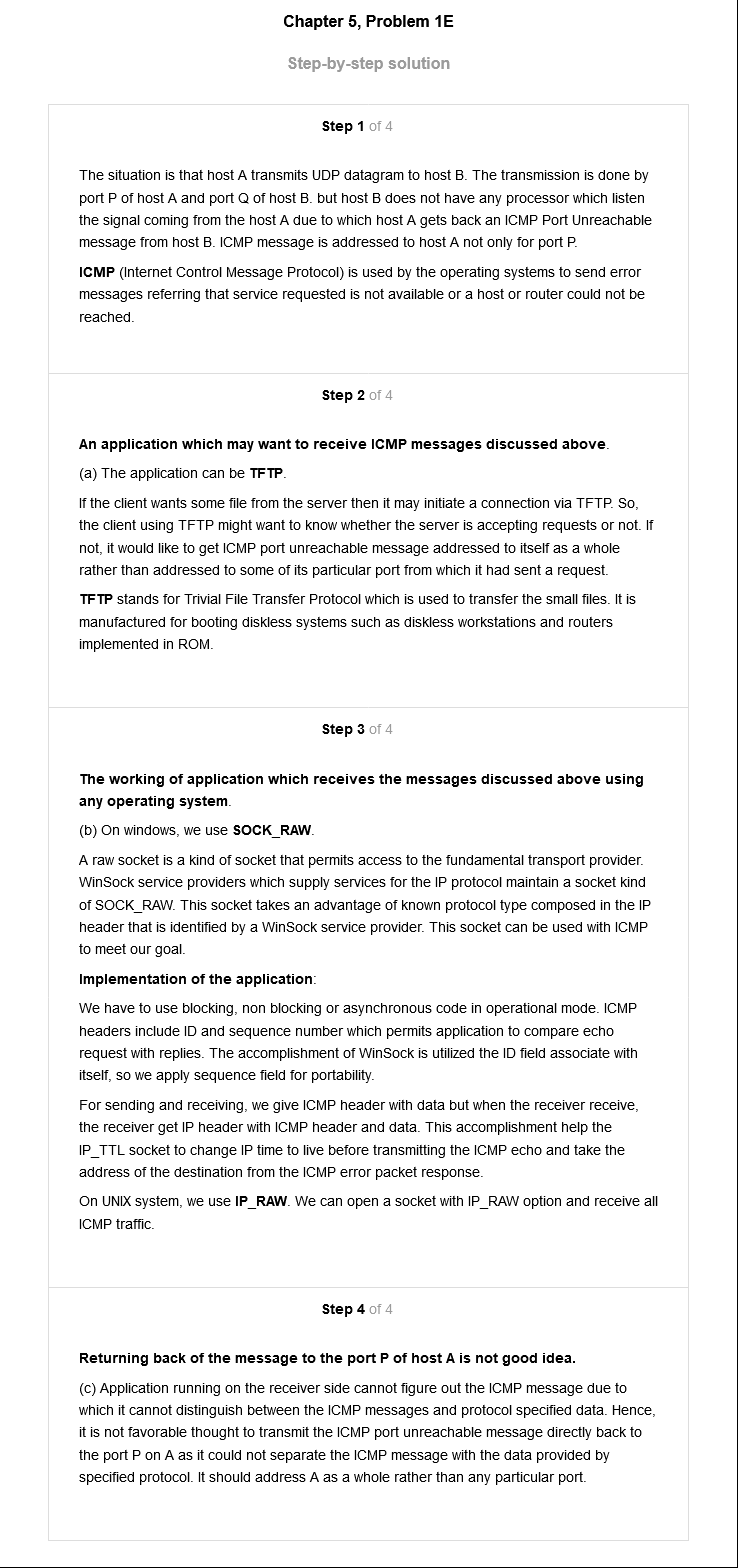 Chapter 5, Problem 1E
Step-by-step solution
Step 1 of 4
The situation is that host A transmits UDP datagram to host B. The transmission is done by
port P of host A and port Q of host B. but host B does not have any processor which listen
the signal coming from the host A due to which host A gets back an ICMP Port Unreachable
message from host B. ICMP message is addressed to host A not only for port P.
ICMP (Internet Control Message Protocol) is used by the operating systems to send error
messages referring that service requested is not available or a host or router could not be
reached.
Step 2 of 4
An application which may want to receive ICMP messages discussed above.
(a) The application can be TFTP.
If the client wants some file from the server then it may initiate a connection via TFTP. So,
the client using TFTP might want to know whether the server is accepting requests or not. If
not, it would like to get ICMP port unreachable message addressed to itself as a whole
rather than addressed to some of its particular port from which it had sent a request.
TFTP stands for Trivial File Transfer Protocol which is used to transfer the small files. It is
manufactured for booting diskless systems such as diskless workstations and routers
implemented in ROM.
Step 3 of 4
The working of application which receives the messages discussed above using
any operating system.
(b) On windows, we use SOCK_RAW.
A raw socket is a kind of socket that permits access to the fundamental transport provider.
WinSock service providers which supply services for the IP protocol maintain a socket kind
of SOCK_RAW. This socket takes an advantage of known protocol type composed in the IP
header that is identified by a WinSock service provider. This socket can be used with ICMP
to meet our goal.
Implementation of the application:
We have to use blocking, non blocking or asynchronous code in operational mode. ICMP
headers include ID and sequence number which permits application to compare echo
request with replies. The accomplishment of WinSock is utilized the ID field associate with
itself, so we apply sequence field for portability.
For sending and receiving, we give ICMP header with data but when the receiver receive,
the receiver get IP header with ICMP header and data. This accomplishment help the
IP_TTL socket to change IP time to live before transmitting the ICMP echo and take the
address of the destination from the ICMP error packet response.
On UNIX system, we use IP_RAW. We can open a socket with IP_RAW option and receive all
ICMP traffic.
Step 4 of 4
Returning back of the message to the port P of host A is not good idea.
(c) Application running on the receiver side cannot figure out the ICMP message due to
which it cannot distinguish between the ICMP messages and protocol specified data. Hence,
it is not favorable thought to transmit the ICMP port unreachable message directly back to
the port P on A as it could not separate the ICMP message with the data provided by
specified protocol. It should address A as a whole rather than any particular port.